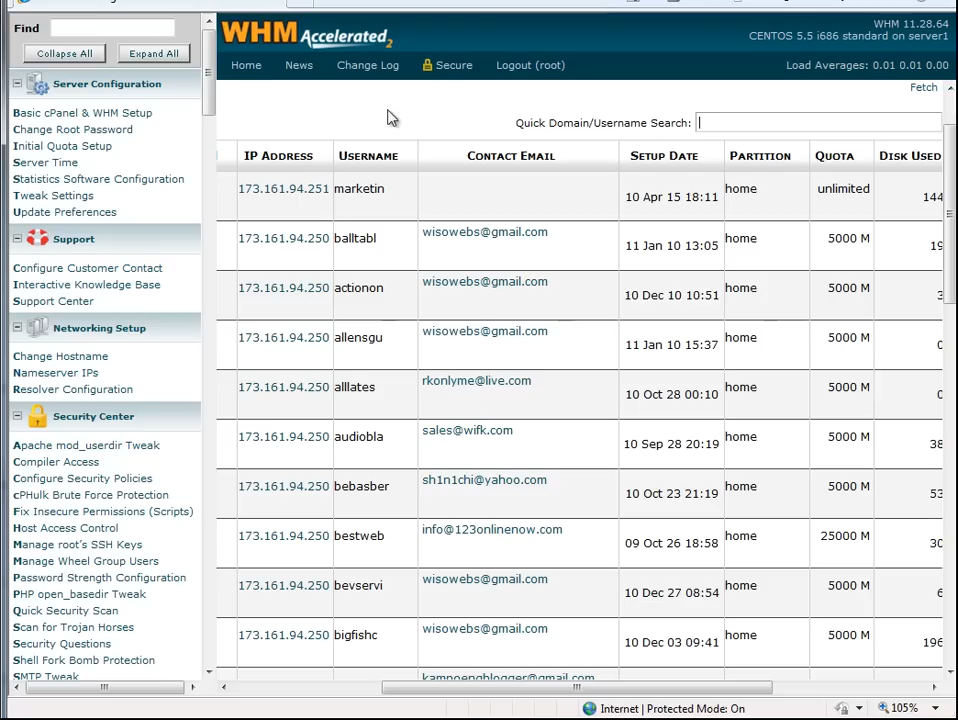 Find
Collapse All
Expand All
Server Configuration
Basic cPanel & WHM Setup
Change Root Password
Initial Quota Setup
Server Time
Statistics Software Configuration
Tweak Settings
Update Preferences
Support
Configure Customer Contact
Interactive Knowledge Base
Support Center
Networking Setup
Change Hostname
Nameserver IPs
Resolver Configuration
Security Center
Apache mod_userdir Tweak
Compiler Access
Configure Security Policies
cPHulk Brute Force Protection
Fix Insecure Permissions (Scripts)
Host Access Control
Manage root's SSH Keys
Manage Wheel Group Users
Password Strength Configuration
PHP open_basedir Tweak
Quick Security Scan
Scan for Trojan Horses
Security Questions
Shell Fork Bomb Protection
SMTP Tweak
WHM Accelerated2
WHM 11.28.64
CENTOS 5.5 i686 standard on server1
Home News Change Log Secure Logout (root) Load Averages: 0.01 0.01 0.00
Fetch
Quick Domain/Username Search:
IP ADDRESS USERNAME CONTACT EMAIL SETUP DATE PARTITION QUOTA DISK USED
173.161.94.251 marketin 10 Apr 15 18:11 home unlimited 144
173.161.94.250 balltabl wisowebs@gmail.com 11 Jan 10 13:05 home 5000 M 19
173.161.94.250 actionon wisowebs@gmail.com 10 Dec 10 10:51 home 5000 M 3
173.161.94.250 allensgu wisowebs@gmail.com 11 Jan 10 15:37 home 5000 M 0
173.161.94.250 alllates rkonlyme@live.com 10 Oct 28 00:10 home 5000 M 0
173.161.94.250 audiobla sales@wifk.com 10 Sep 28 20:19 home 5000 M 38
173.161.94.250 bebasber sh1n1chi@yahoo.com 10 Oct 23 21:19 home 5000 M 53
173.161.94.250 bestweb info@123onlinenow.com 09 Oct 26 18:58 home 25000 M 30
173.161.94.250 bevservi wisowebs@gmail.com 10 Dec 27 08:54 home 5000 M 6
173.161.94.250 bigfishc wisowebs@gmail.com 10 Dec 03 09:41 home 5000 M 196
kampoengblogger@gmail.com
Internet | Protected Mode: On
105%